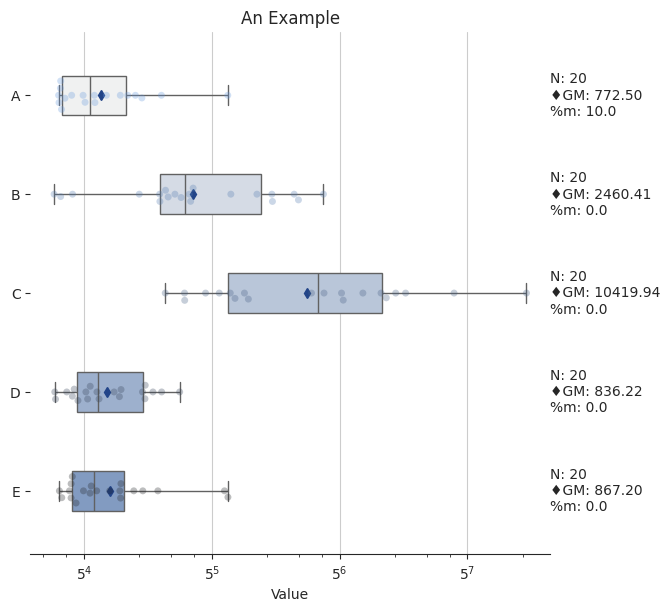 An Example
A
N: 20
♦GM: 772.50
%m: 10.0
B
N: 20
♦GM: 2460.41
%m: 0.0
C
N: 20
♦GM: 10419.94
%m: 0.0
D
N: 20
♦GM: 836.22
%m: 0.0
E
N: 20
♦GM: 867.20
%m: 0.0
5⁴ 5⁵ 5⁶ 5⁷
Value